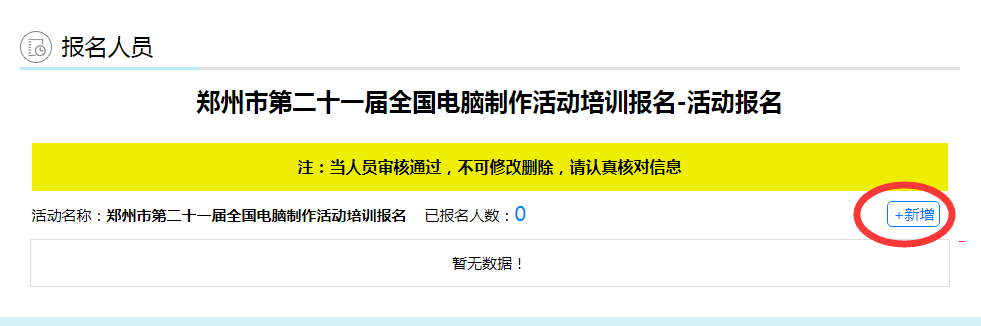 报名人员
郑州市第二十一届全国电脑制作活动培训报名-活动报名
注：当人员审核通过，不可修改删除，请认真核对信息
活动名称：郑州市第二十一届全国电脑制作活动培训报名 已报名人数：0 +新增
暂无数据！